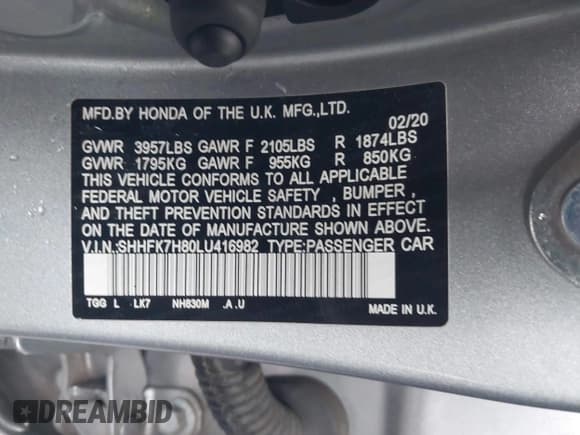 MFD.BY HONDA OF THE U.K. MFG.,LTD.
02/20
GVWR 3957LBS GAWR F 2105LBS R 1874LBS
GVWR 1795KG GAWR F 955KG R 850KG
THIS VEHICLE CONFORMS TO ALL APPLICABLE
FEDERAL MOTOR VEHICLE SAFETY , BUMPER ,
AND THEFT PREVENTION STANDARDS IN EFFECT
ON THE DATE OF MANUFACTURE SHOWN ABOVE.
V.I.N.:SHHFK7H80LU416982 TYPE:PASSENGER CAR
TGG L LK7 NH830M .A .U
MADE IN U.K.
DREAMBID